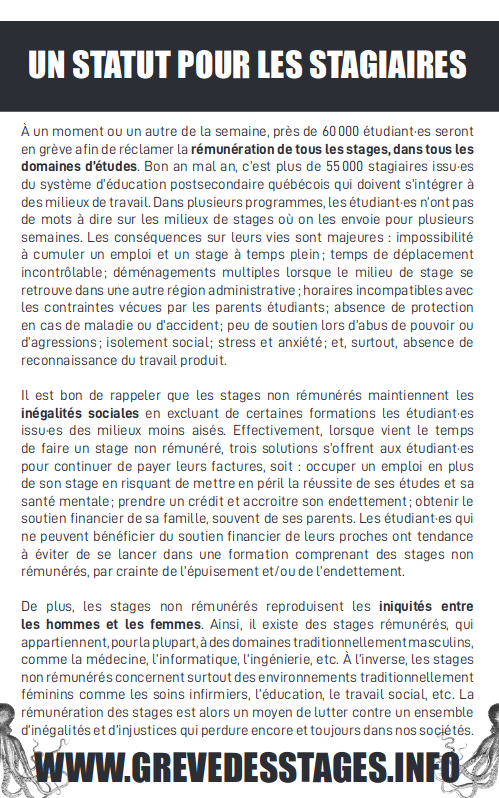 UN STATUT POUR LES STAGIAIRES
À un moment ou un autre de la semaine, près de 60 000 étudiant·es seront
en grève afin de réclamer la rémunération de tous les stages, dans tous les
domaines d'études. Bon an mal an, c'est plus de 55 000 stagiaires issu·es
du système d'éducation postsecondaire québécois qui doivent s'intégrer à
des milieux de travail. Dans plusieurs programmes, les étudiant·es n'ont pas
de mots à dire sur les milieux de stages où on les envoie pour plusieurs
semaines. Les conséquences sur leurs vies sont majeures : impossibilité
à cumuler un emploi et un stage à temps plein ; temps de déplacement
incontrôlable ; déménagements multiples lorsque le milieu de stage se
retrouve dans une autre région administrative ; horaires incompatibles avec
les contraintes vécues par les parents étudiants ; absence de protection
en cas de maladie ou d'accident ; peu de soutien lors d'abus de pouvoir ou
d'agressions ; isolement social ; stress et anxiété ; et, surtout, absence de
reconnaissance du travail produit.
Il est bon de rappeler que les stages non rémunérés maintiennent les
inégalités sociales en excluant de certaines formations les étudiant·es
issu·es des milieux moins aisés. Effectivement, lorsque vient le temps
de faire un stage non rémunéré, trois solutions s'offrent aux étudiant·es
pour continuer de payer leurs factures, soit : occuper un emploi en plus
de son stage en risquant de mettre en péril la réussite de ses études et sa
santé mentale ; prendre un crédit et accroitre son endettement ; obtenir le
soutien financier de sa famille, souvent de ses parents. Les étudiant·es qui
ne peuvent bénéficier du soutien financier de leurs proches ont tendance
à éviter de se lancer dans une formation comprenant des stages non
rémunérés, par crainte de l'épuisement et/ou de l'endettement.
De plus, les stages non rémunérés reproduisent les iniquités entre
les hommes et les femmes. Ainsi, il existe des stages rémunérés, qui
appartiennent, pour la plupart, à des domaines traditionnellement masculins,
comme la médecine, l'informatique, l'ingénierie, etc. À l'inverse, les stages
non rémunérés concernent surtout des environnements traditionnellement
féminins comme les soins infirmiers, l'éducation, le travail social, etc. La
rémunération des stages est alors un moyen de lutter contre un ensemble
d'inégalités et d'injustices qui perdure encore et toujours dans nos sociétés.
WWW.GREVEDESSTAGES.INFO